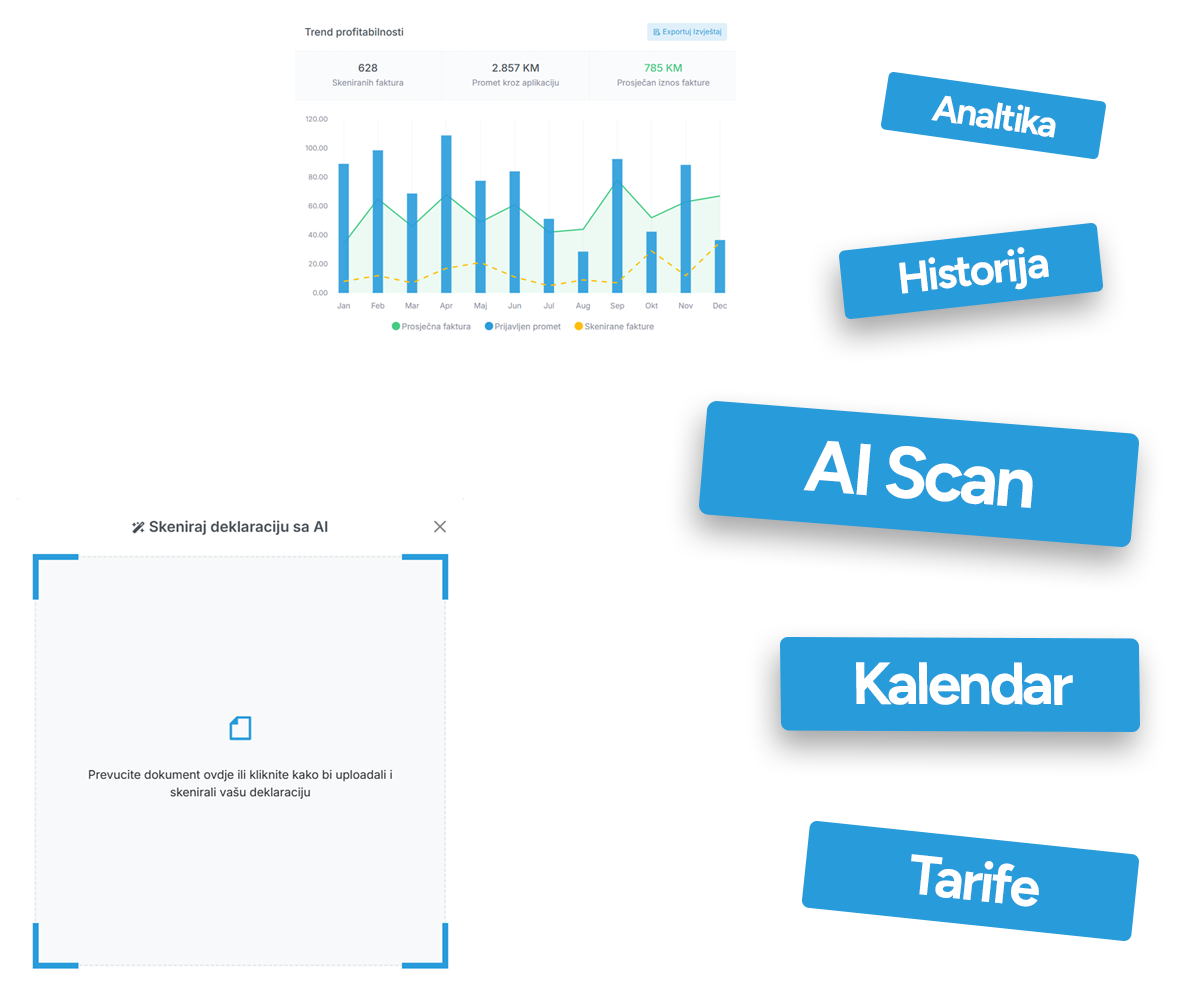 Trend profitabilnosti
Exportuj Izvještaj
628
Skeniranih faktura
2.857 KM
Promet kroz aplikaciju
785 KM
Prosječan iznos fakture
120.00
100.00
80.00
60.00
40.00
20.00
0.00
Jan Feb Mar Apr Maj Jun Jul Aug Sep Okt Nov Dec
Prosječna faktura Prijavljen promet Skenirane fakture
Analtika
Historija
AI Scan
Kalendar
Tarife
Skeniraj deklaraciju sa AI
Prevucite dokument ovdje ili kliknite kako bi uploadali i
skenirali vašu deklaraciju